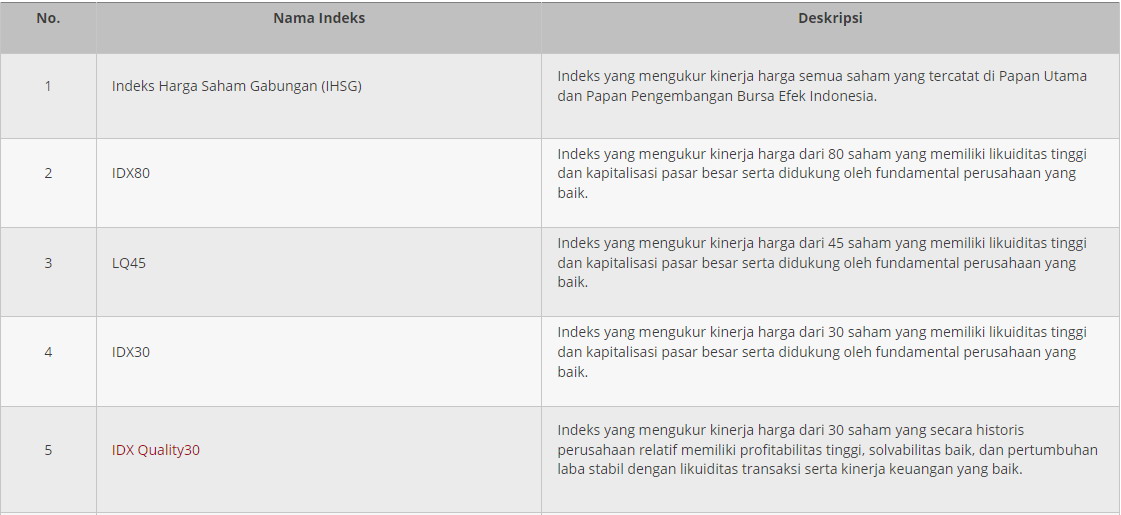 No. Nama Indeks Deskripsi
1 Indeks Harga Saham Gabungan (IHSG) Indeks yang mengukur kinerja harga semua saham yang tercatat di Papan Utama
dan Papan Pengembangan Bursa Efek Indonesia.
2 IDX80 Indeks yang mengukur kinerja harga dari 80 saham yang memiliki likuiditas tinggi
dan kapitalisasi pasar besar serta didukung oleh fundamental perusahaan yang
baik.
3 LQ45 Indeks yang mengukur kinerja harga dari 45 saham yang memiliki likuiditas tinggi
dan kapitalisasi pasar besar serta didukung oleh fundamental perusahaan yang
baik.
4 IDX30 Indeks yang mengukur kinerja harga dari 30 saham yang memiliki likuiditas tinggi
dan kapitalisasi pasar besar serta didukung oleh fundamental perusahaan yang
baik.
5 IDX Quality30 Indeks yang mengukur kinerja harga dari 30 saham yang secara historis
perusahaan relatif memiliki profitabilitas tinggi, solvabilitas baik, dan pertumbuhan
laba stabil dengan likuiditas transaksi serta kinerja keuangan yang baik.